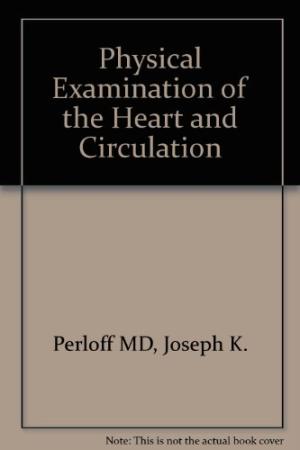 Physical
Examination of
the Heart and
Circulation
Perloff MD, Joseph K.
Note: This is not the actual book cover